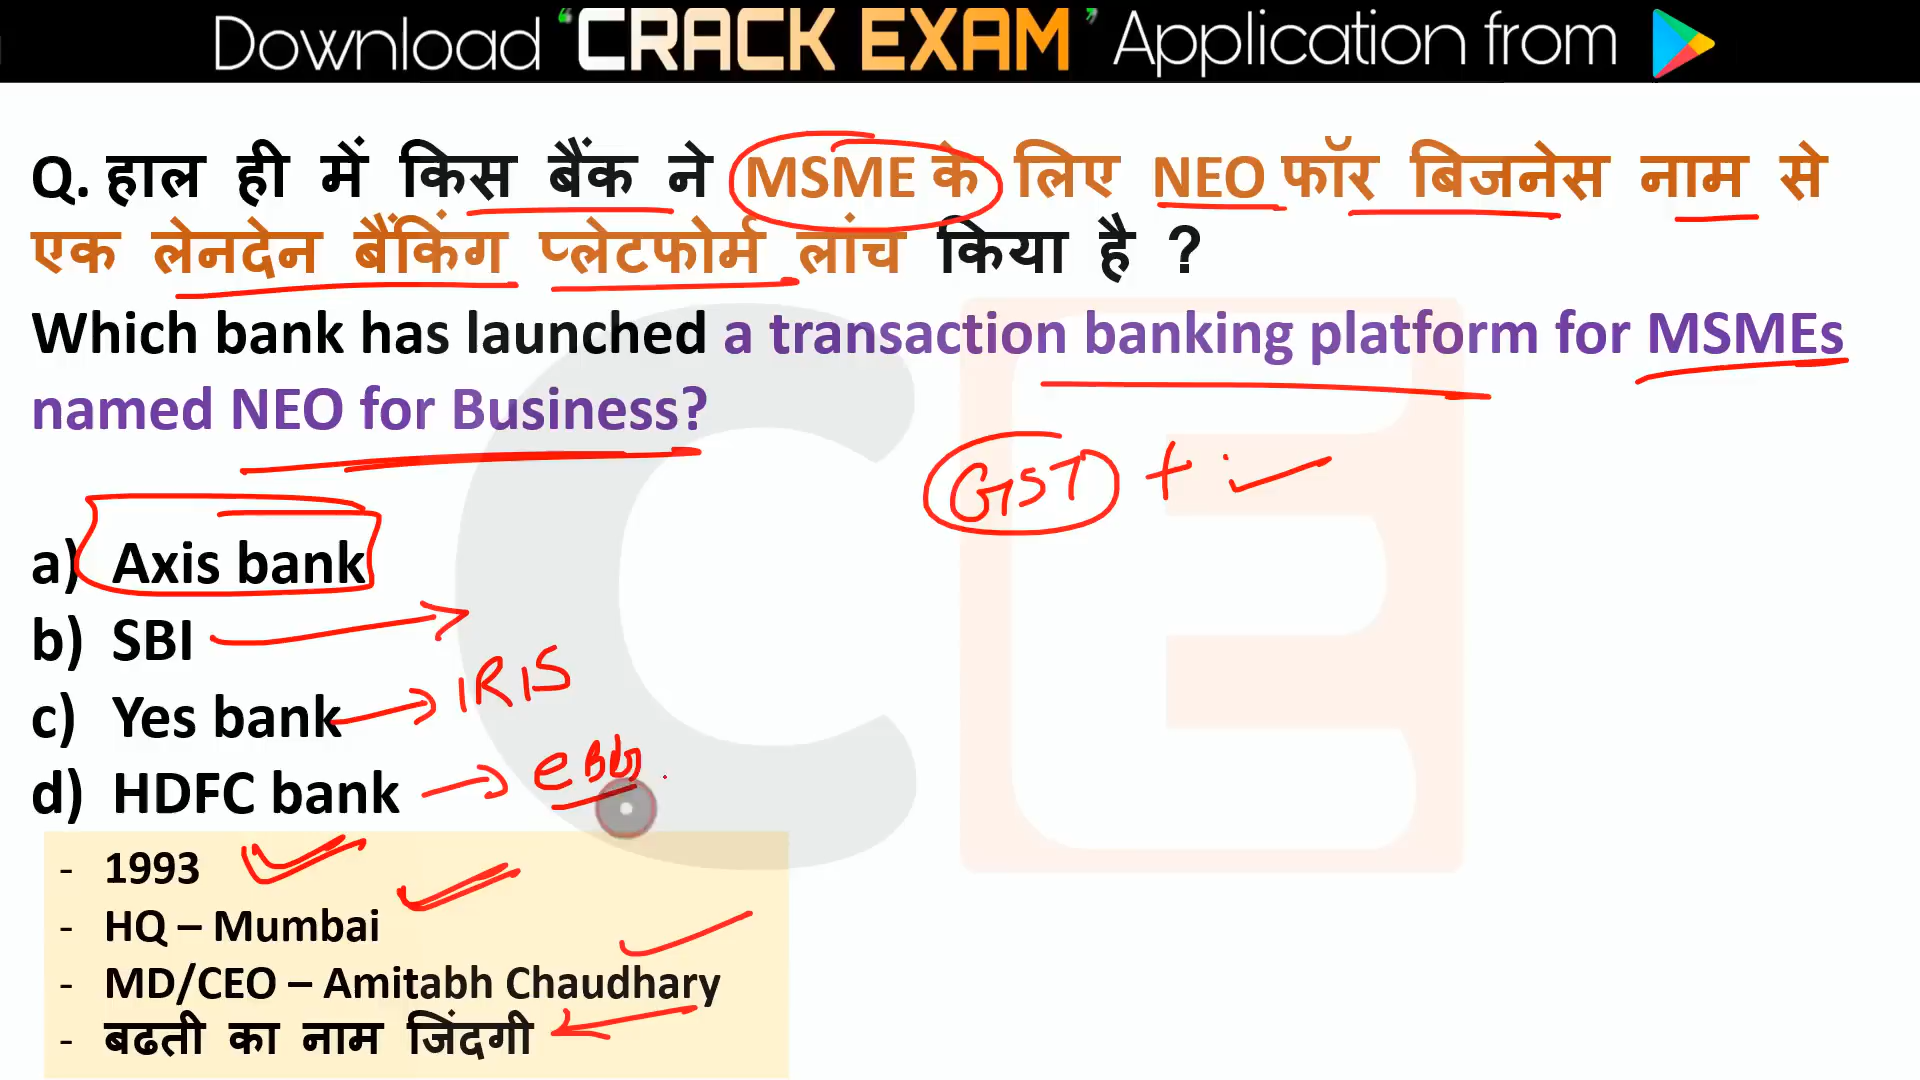 Download ‘CRACK EXAM’ Application from
Q. हाल ही में किस बैंक ने MSME के लिए NEO फॉर बिजनेस नाम से
एक लेनदेन बैंकिंग प्लेटफोर्म लांच किया है ?
Which bank has launched a transaction banking platform for MSMEs
named NEO for Business?
GST +
a) Axis bank
b) SBI
c) Yes bank
IRIS
d) HDFC bank
- 1993
- HQ – Mumbai
- MD/CEO – Amitabh Chaudhary
- बढती का नाम जिंदगी
CE